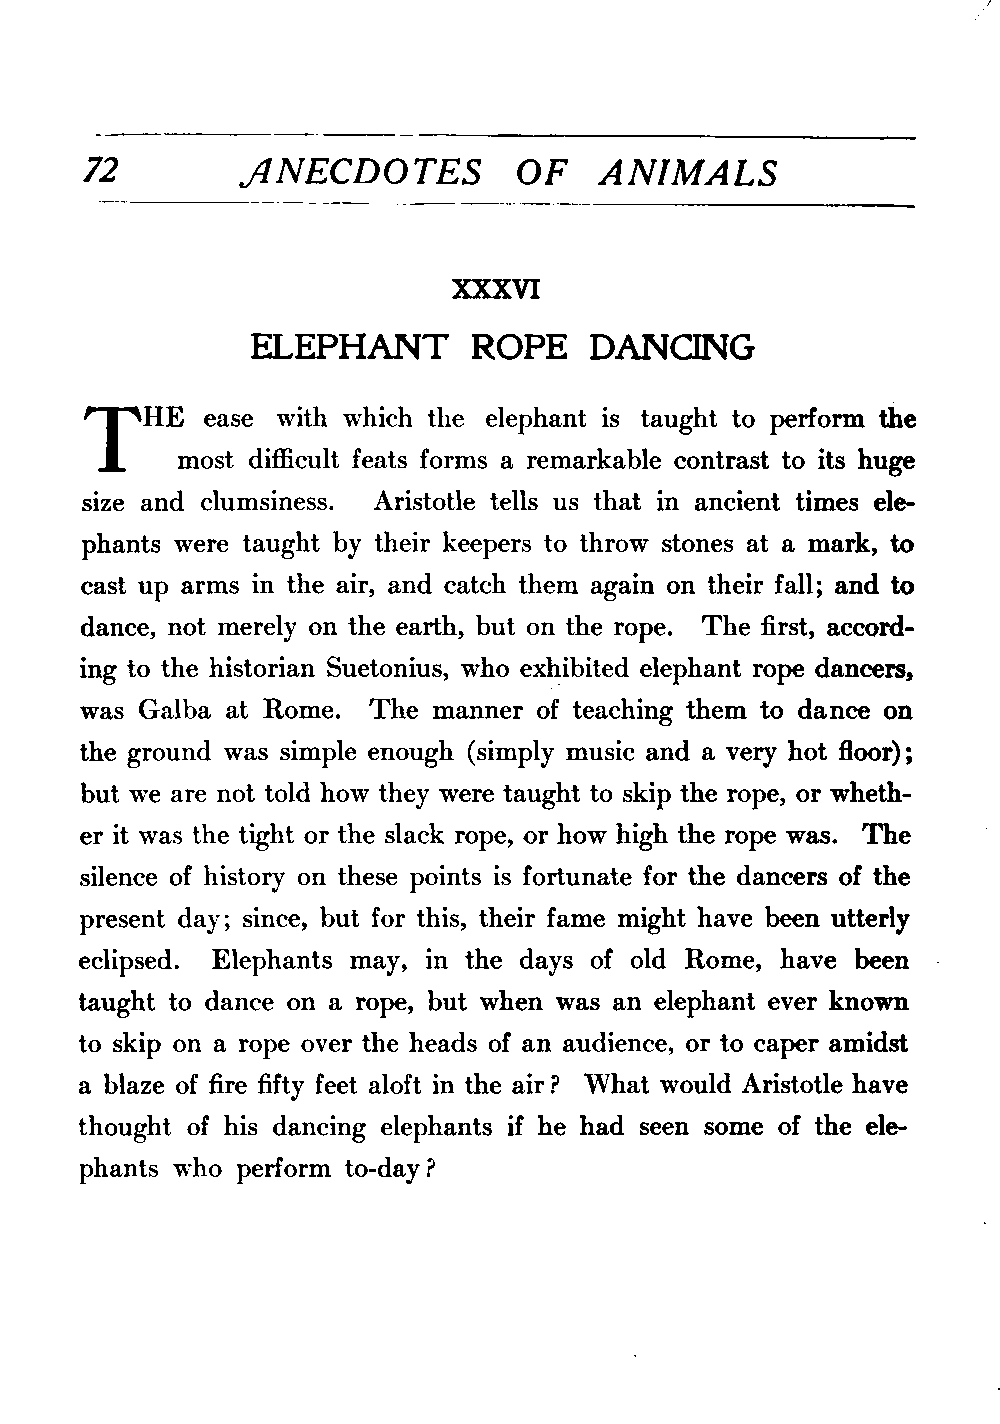 72 ANECDOTES OF ANIMALS
XXXVI
ELEPHANT ROPE DANCING
THE ease with which the elephant is taught to perform the
most difficult feats forms a remarkable contrast to its huge
size and clumsiness. Aristotle tells us that in ancient times ele-
phants were taught by their keepers to throw stones at a mark, to
cast up arms in the air, and catch them again on their fall; and to
dance, not merely on the earth, but on the rope. The first, accord-
ing to the historian Suetonius, who exhibited elephant rope dancers,
was Galba at Rome. The manner of teaching them to dance on
the ground was simple enough (simply music and a very hot floor);
but we are not told how they were taught to skip the rope, or wheth-
er it was the tight or the slack rope, or how high the rope was. The
silence of history on these points is fortunate for the dancers of the
present day; since, but for this, their fame might have been utterly
eclipsed. Elephants may, in the days of old Rome, have been
taught to dance on a rope, but when was an elephant ever known
to skip on a rope over the heads of an audience, or to caper amidst
a blaze of fire fifty feet aloft in the air? What would Aristotle have
thought of his dancing elephants if he had seen some of the ele-
phants who perform to-day?